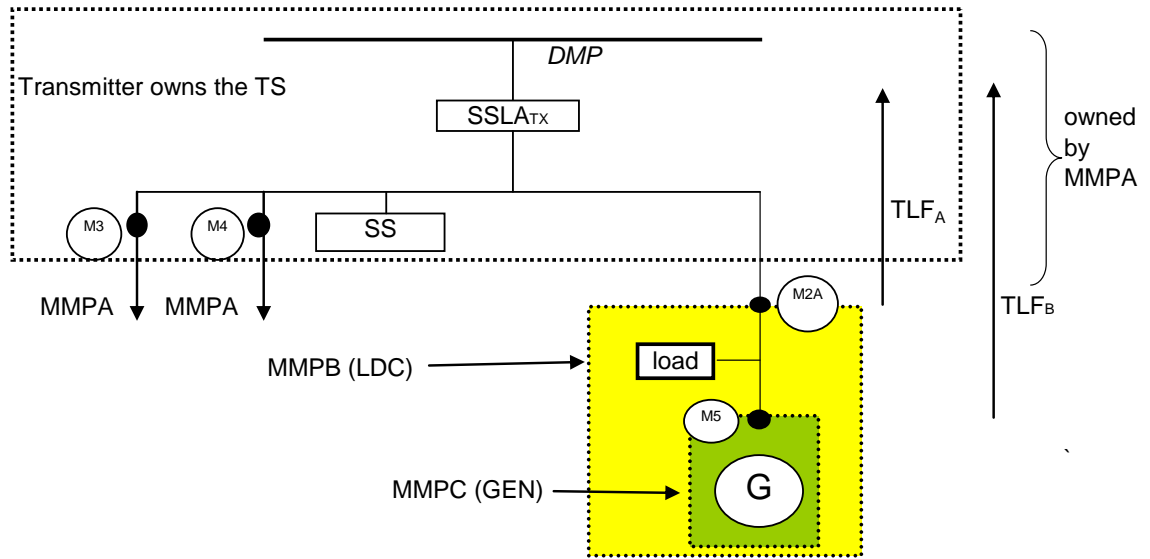 DMP
Transmitter owns the TS
SSLATX
owned
by
MMPA
TLFA
M3
M4
SS
MMPA
MMPA
M2A
TLFB
MMPB (LDC)
load
M5
`
MMPC (GEN)
G